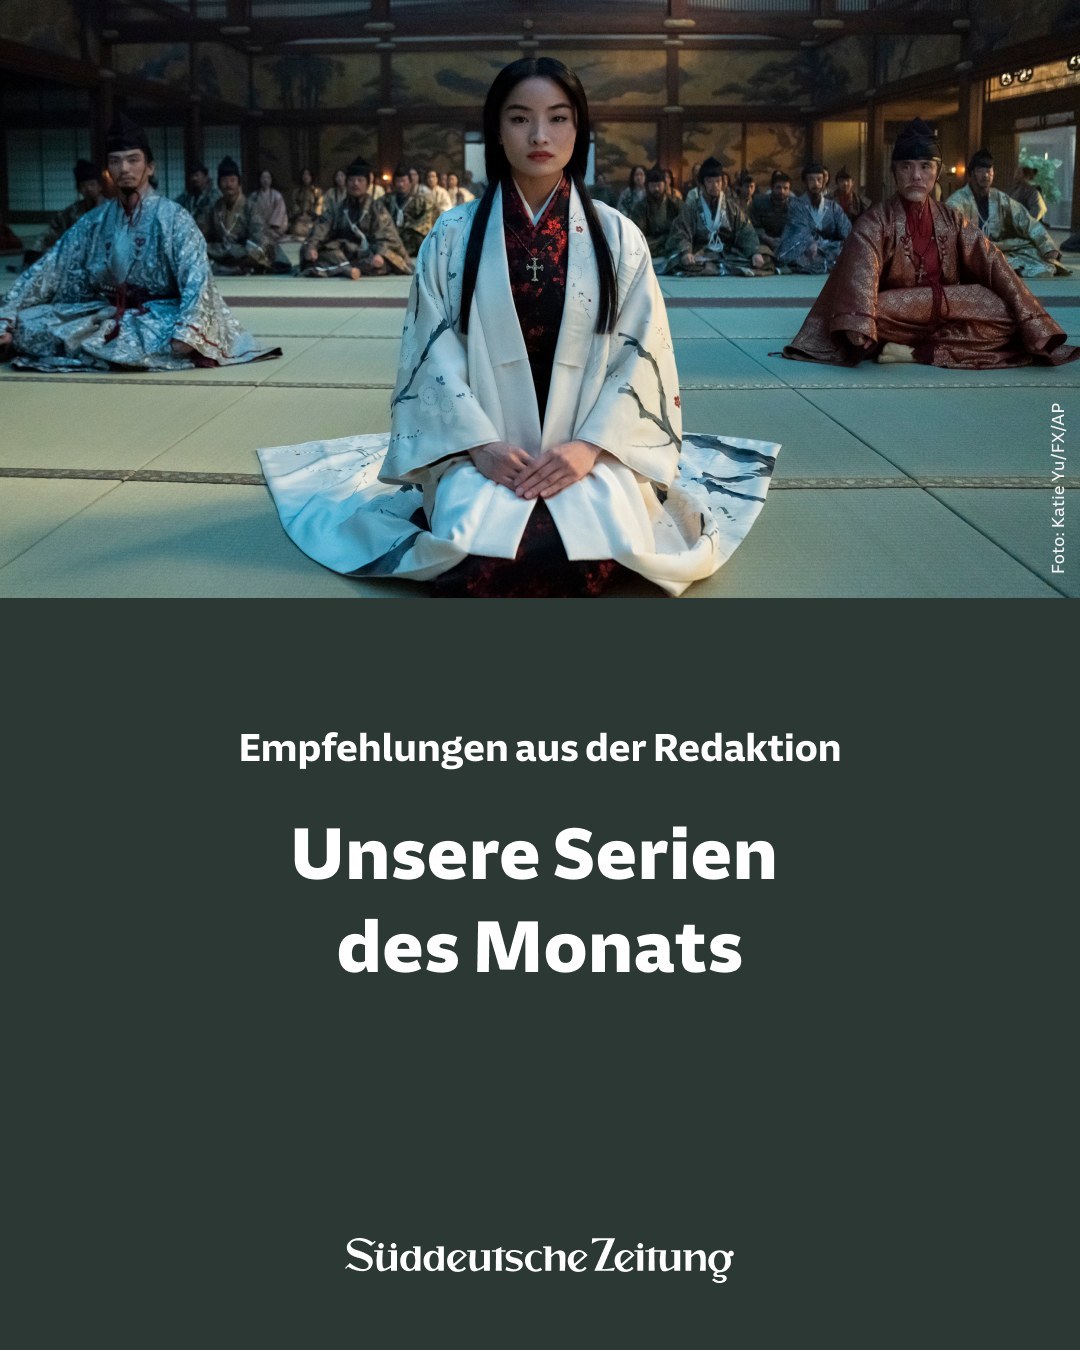 Foto: Katie Yu/FX/AP
Empfehlungen aus der Redaktion
Unsere Serien
des Monats
Süddeutsche Zeitung